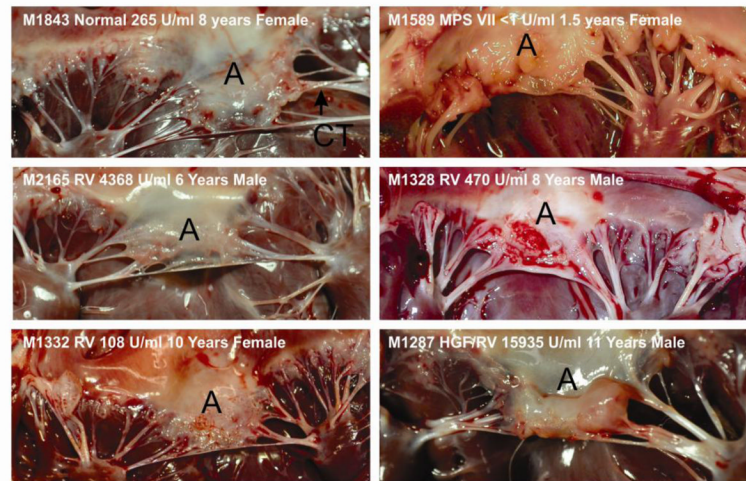 M1843 Normal 265 U/ml 8 years Female
A
CT
M1589 MPS VII <1 U/ml 1.5 years Female
A
M2165 RV 4368 U/ml 6 Years Male
A
M1328 RV 470 U/ml 8 Years Male
A
M1332 RV 108 U/ml 10 Years Female
A
M1287 HGF/RV 15935 U/ml 11 Years Male
A